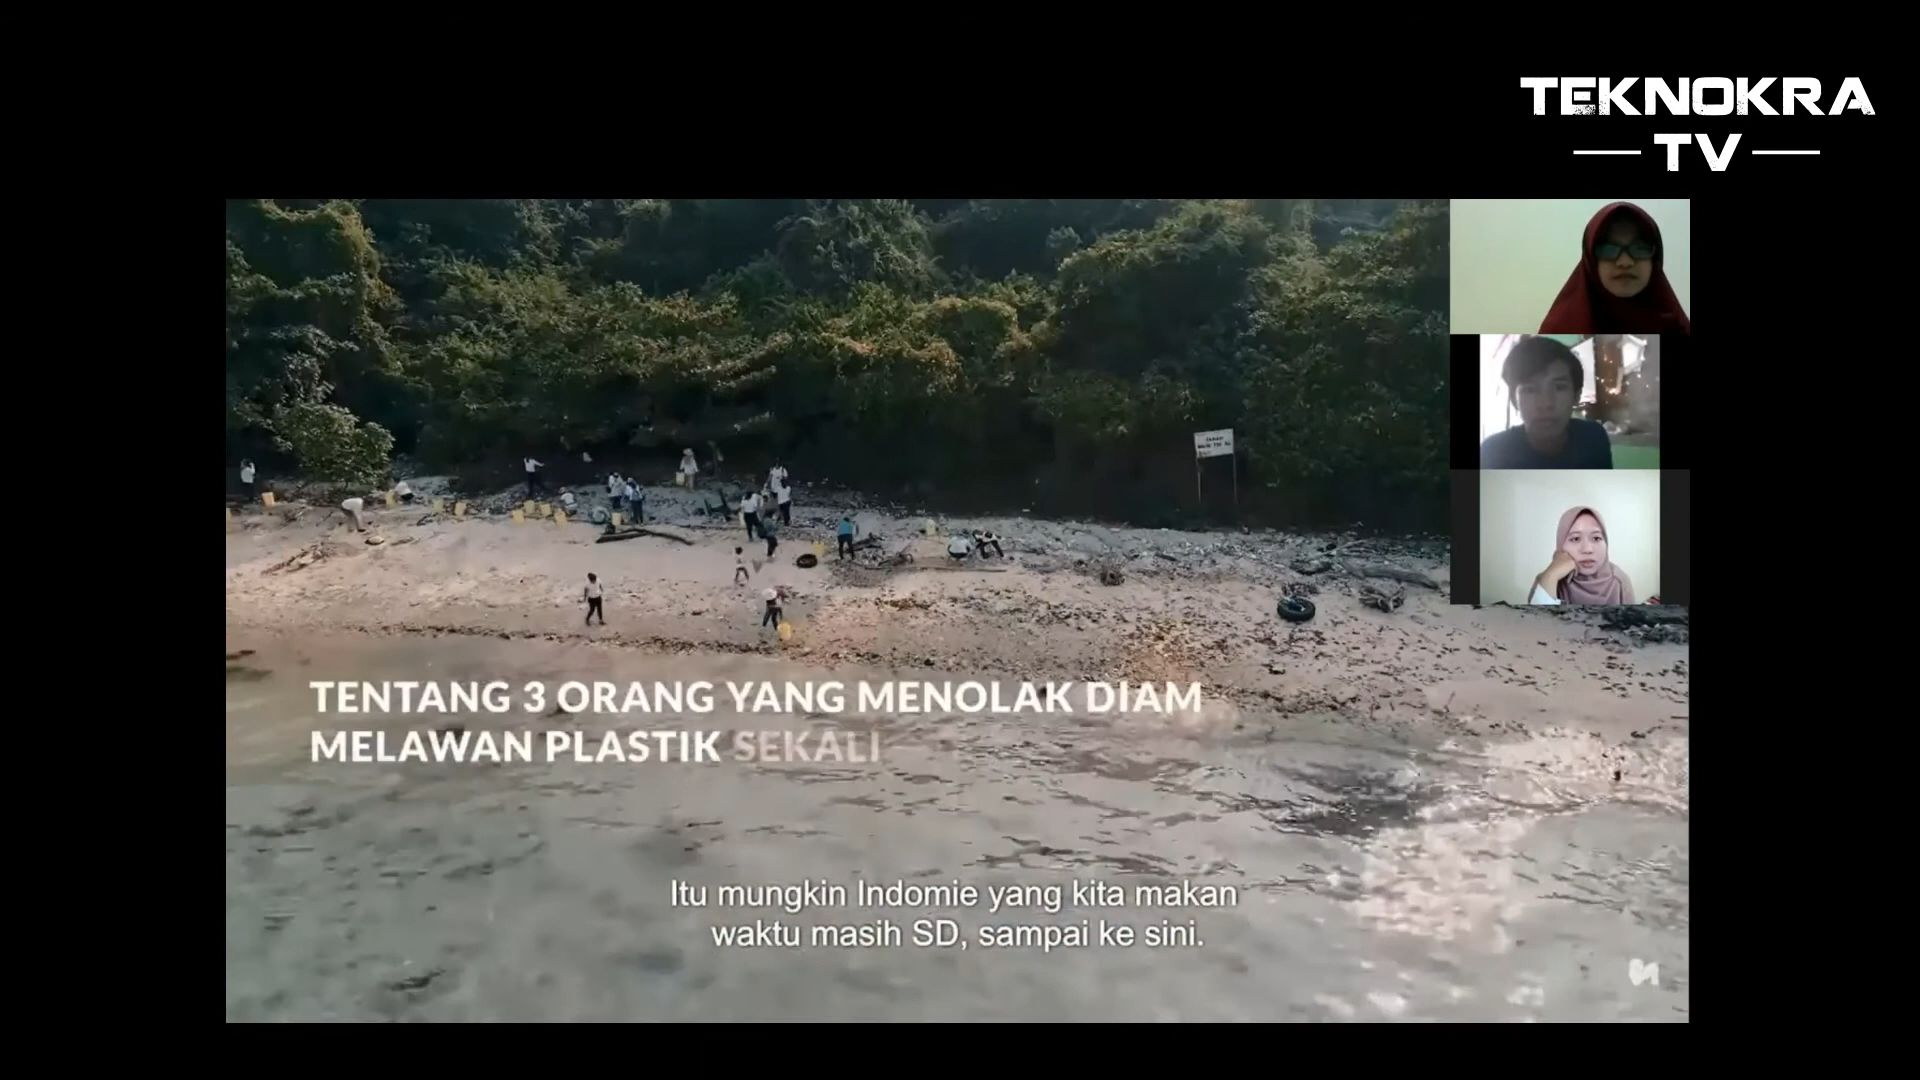 TEKNOKRA
TV
TENTANG 3 ORANG YANG MENOLAK DIAM
MELAWAN PLASTIK SEKALI
Itu mungkin Indomie yang kita makan
waktu masih SD, sampai ke sini.